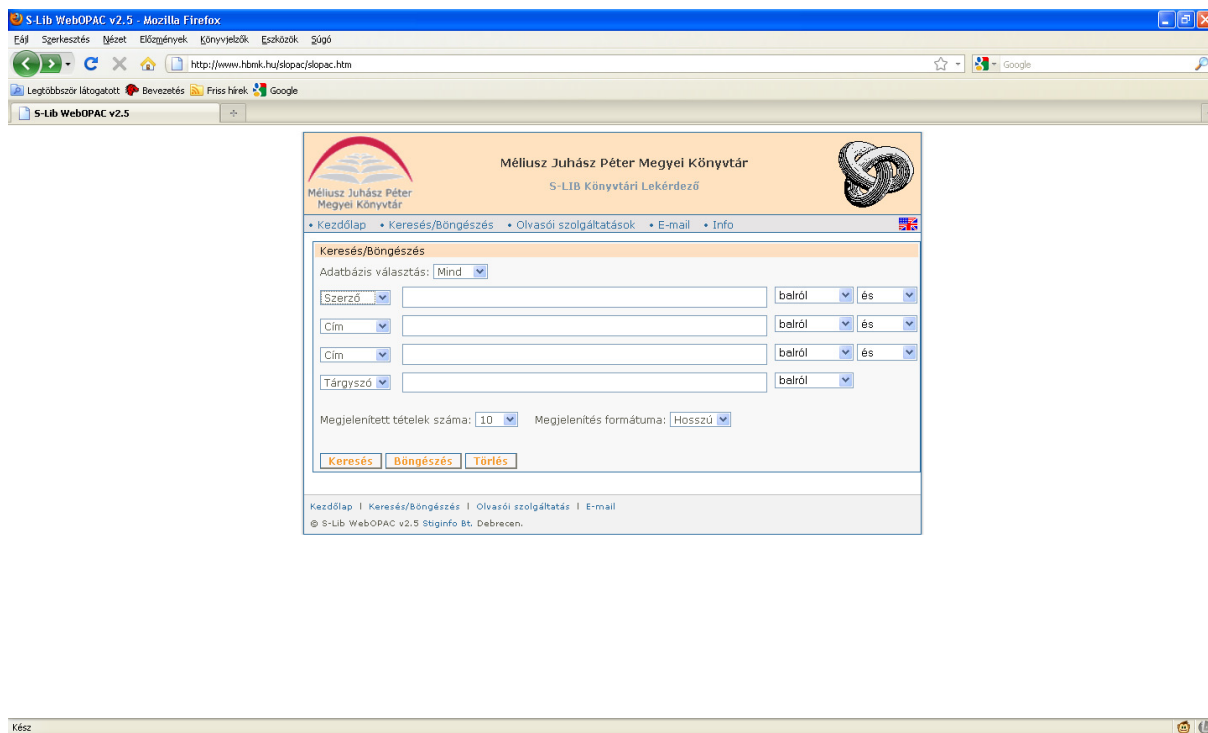 S-Lib WebOPAC v2.5 - Mozilla Firefox
Fájl Szerkesztés Nézet Előzmények Könyvjelzők Eszközök Súgó
http://www.hbmk.hu/slopac/slopac.htm Google
Legtöbbször látogatott Bevezetés Friss hírek Google
S-Lib WebOPAC v2.5
Méliusz Juhász Péter Megyei Könyvtár
S-LIB Könyvtári Lekérdező
Méliusz Juhász Péter
Megyei Könyvtár
• Kezdőlap • Keresés/Böngészés • Olvasói szolgáltatások • E-mail • Info
Keresés/Böngészés
Adatbázis választás: Mind
Szerző balról és
Cím balról és
Cím balról és
Tárgyszó balról
Megjelenített tételek száma: 10 Megjelenítés formátuma: Hosszú
Keresés Böngészés Törlés
Kezdőlap | Keresés/Böngészés | Olvasói szolgáltatás | E-mail
© S-Lib WebOPAC v2.5 Stiginfo Bt. Debrecen.
Kész